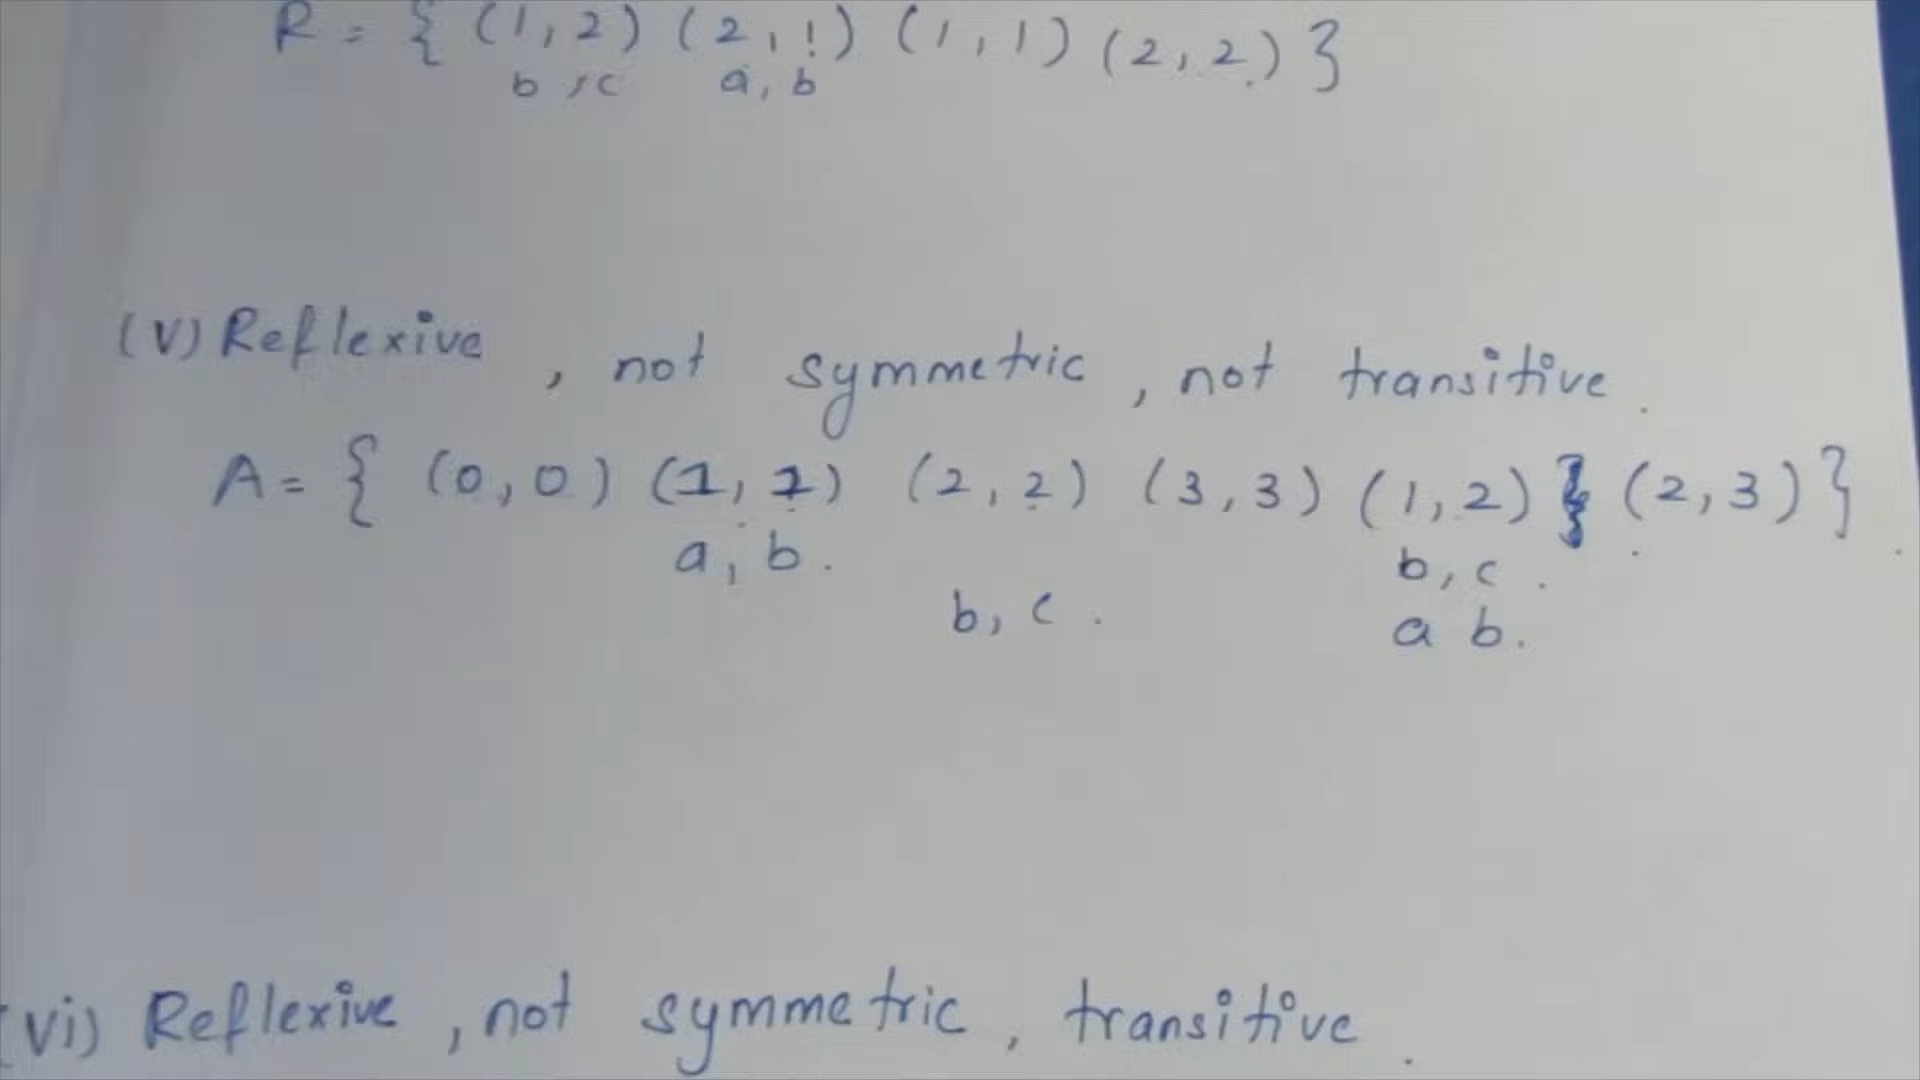 R = { (1,2) (2,1) (1,1) (2,2) }
b,c a,b
(V) Reflexive, not symmetric, not transitive.
A = { (0,0) (1,1) (2,2) (3,3) (1,2) (2,3) }
a, b. b, c.
b, c. a b.
(vi) Reflexive, not symmetric, transitive.